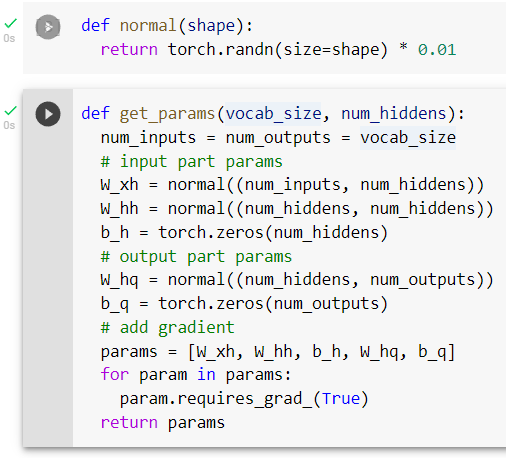 def normal(shape):
  return torch.randn(size=shape) * 0.01
0s
def get_params(vocab_size, num_hiddens):
0s
  num_inputs = num_outputs = vocab_size
  # input part params
  W_xh = normal((num_inputs, num_hiddens))
  W_hh = normal((num_hiddens, num_hiddens))
  b_h = torch.zeros(num_hiddens)
  # output part params
  W_hq = normal((num_hiddens, num_outputs))
  b_q = torch.zeros(num_outputs)
  # add gradient
  params = [W_xh, W_hh, b_h, W_hq, b_q]
  for param in params:
    param.requires_grad_(True)
  return params